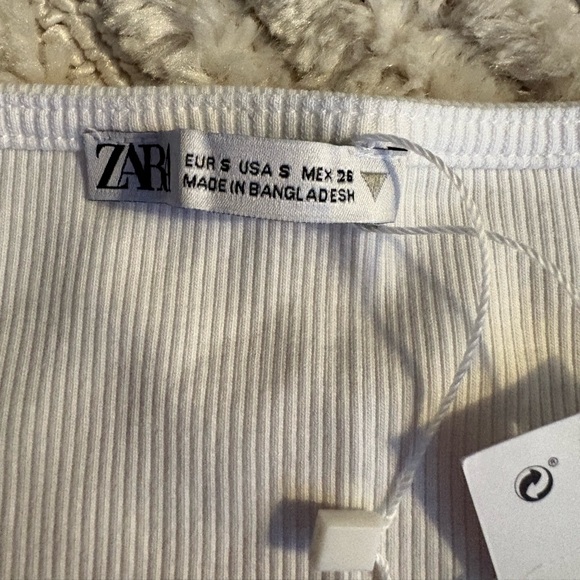 ZARA
EUR S USA S MEX 26
MADE IN BANGLADESH